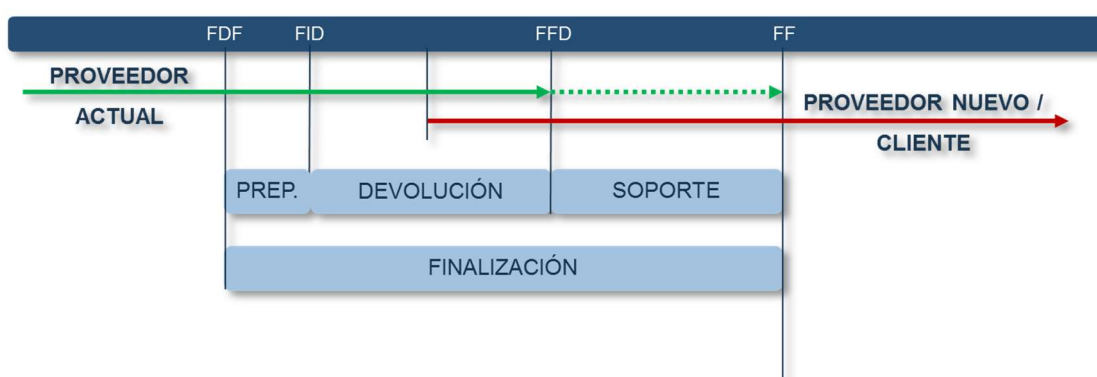 FDF FID FFD FF
PROVEEDOR
ACTUAL
PROVEEDOR NUEVO /
CLIENTE
PREP. DEVOLUCIÓN SOPORTE
FINALIZACIÓN